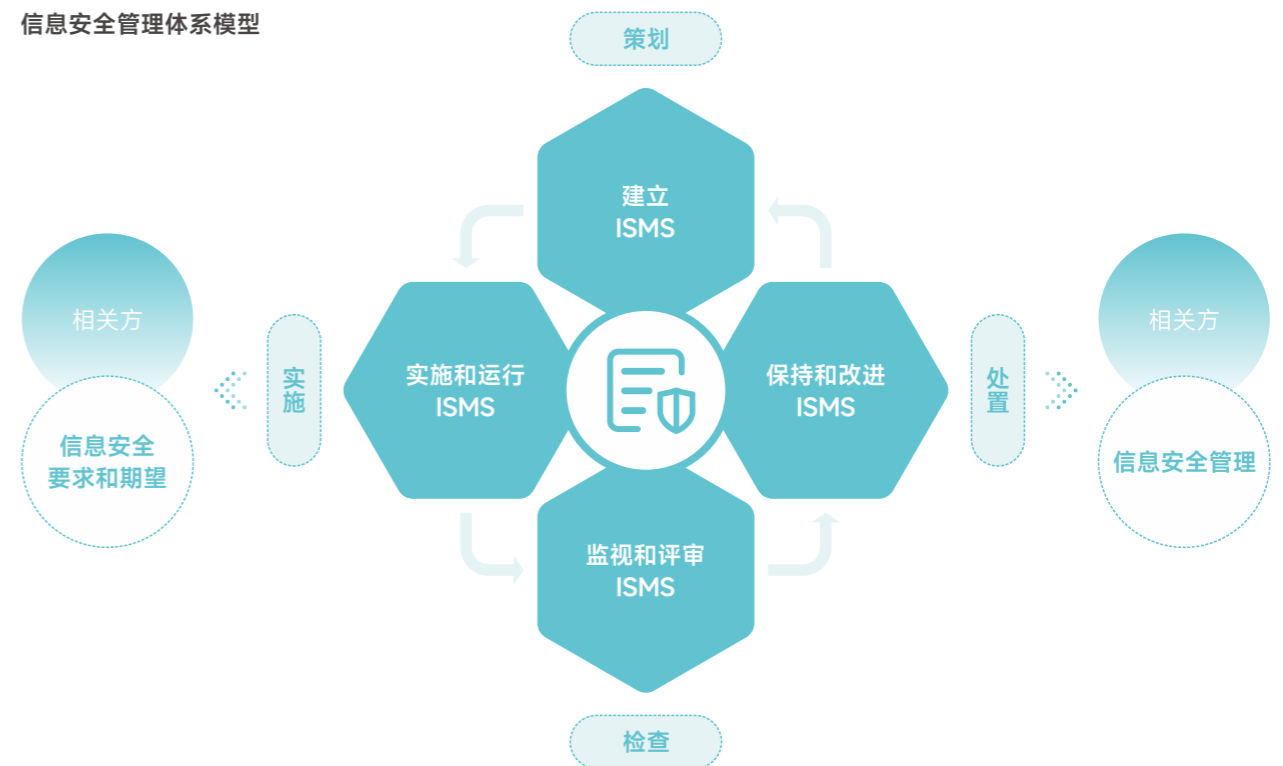 信息安全管理体系模型
策划
建立
ISMS
相关方
信息安全
要求和期望
实施
实施和运行
ISMS
保持和改进
ISMS
处置
相关方
信息安全管理
监视和评审
ISMS
检查